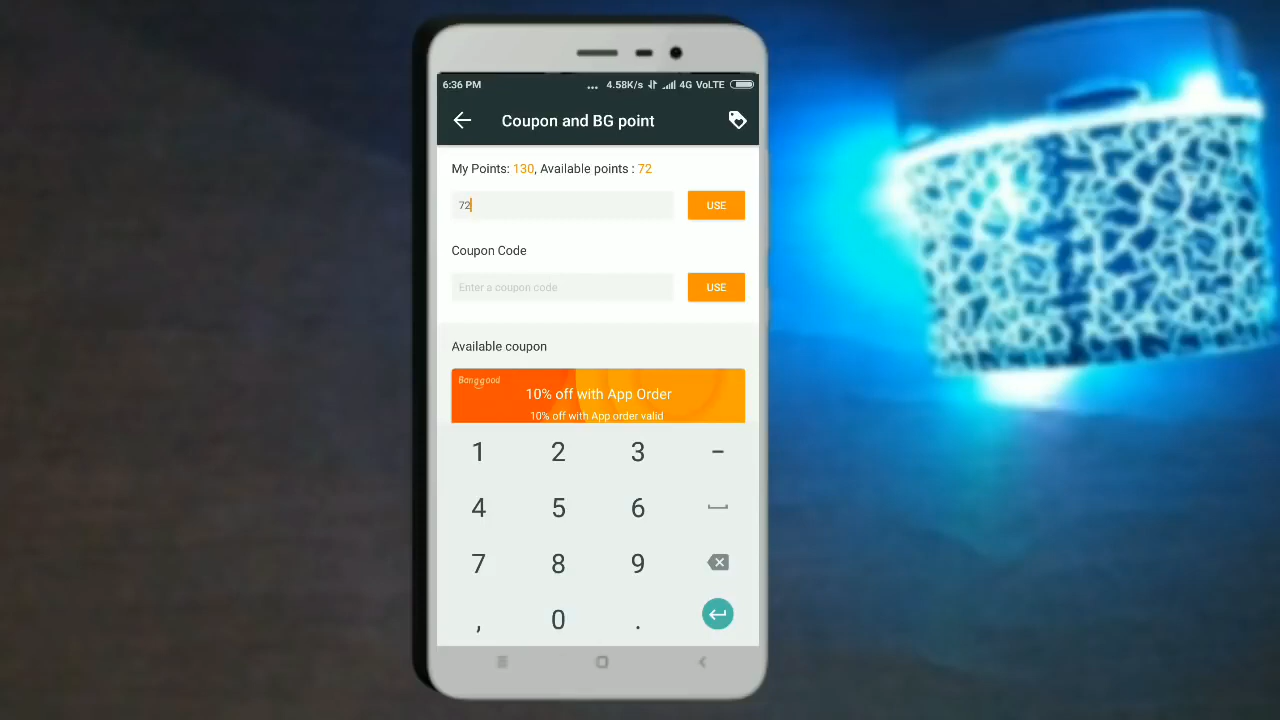 6:36 PM ... 4.58K/s 4G VoLTE
Coupon and BG point
My Points: 130, Available points : 72
72 USE
Coupon Code
Enter a coupon code USE
Available coupon
Banggood
10% off with App Order
10% off with App order valid
1 2 3 -
4 5 6
7 8 9
, 0 .